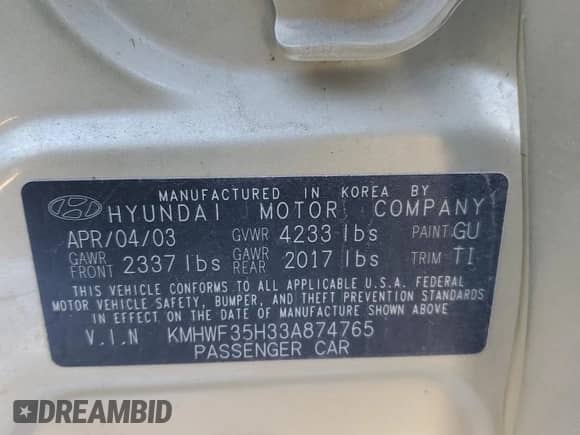 MANUFACTURED IN KOREA BY
HYUNDAI MOTOR COMPANY
APR/04/03 GVWR 4233 lbs PAINT: GU
GAWR FRONT 2337 lbs GAWR REAR 2017 lbs TRIM: TI
THIS VEHICLE CONFORMS TO ALL APPLICABLE U.S.A. FEDERAL
MOTOR VEHICLE SAFETY, BUMPER, AND THEFT PREVENTION STANDARDS
IN EFFECT ON THE DATE OF MANUFACTURE SHOWN ABOVE
V.I.N KMHWF35H33A874765
PASSENGER CAR
DREAMBID